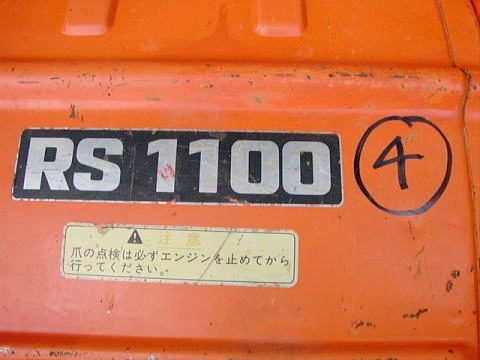 RS 1100
4
注意
爪の点検は必ずエンジンを止めてから
行ってください。